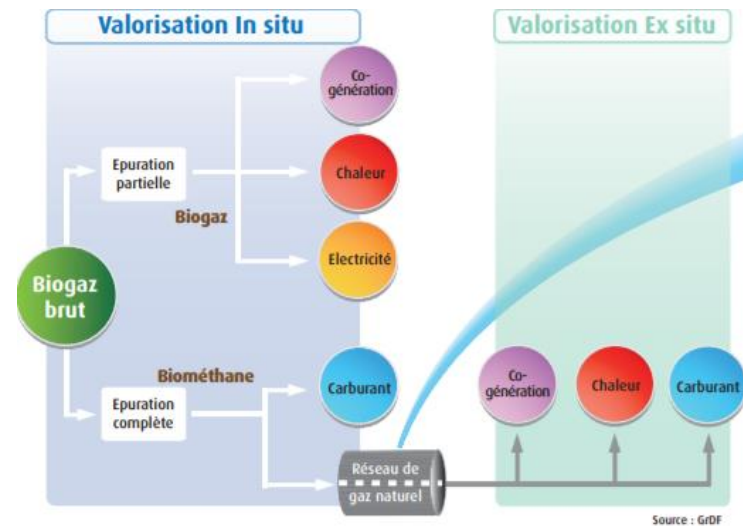 Valorisation In situ
Valorisation Ex situ
Co-
génération
Epuration
partielle
Chaleur
Biogaz
Electricité
Biogaz
brut
Biométhane
Carburant
Epuration
complète
Réseau de
gaz naturel
Co-
génération
Chaleur
Carburant
Source : GrDF